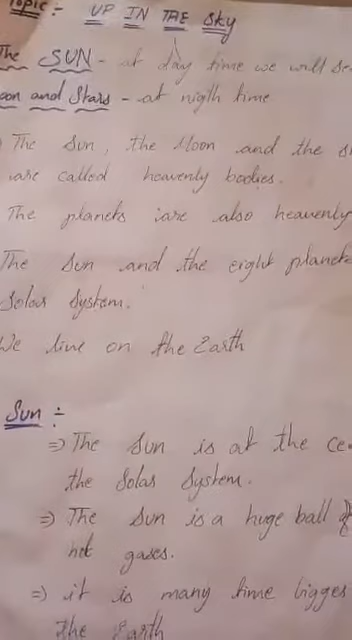 Topic :- UP IN THE Sky
The SUN - at day time we will se
oon and Stars - at nigth time
The Sun, the Moon and the s
are called heavenly bodies.
The planets are also heavenly
The Sun and the eight planets
Solar System.
We live on the Earth
Sun :-
⇒ The Sun is at the ce
the Solar System.
⇒ The Sun is a huge ball of
hot gases.
⇒ it is many time bigger
the Earth